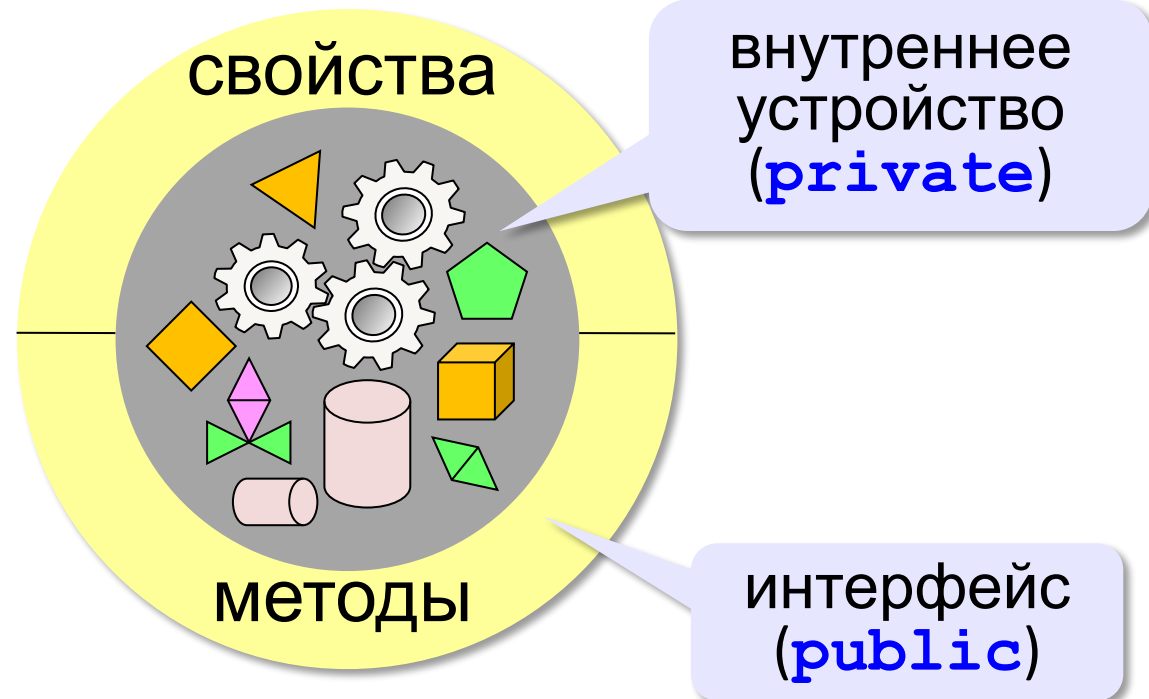 свойства
внутреннее
устройство
(private)
методы
интерфейс
(public)